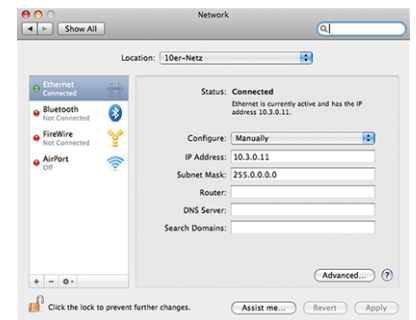 Network
Show All
Location: 10er-Netz
Ethernet
Connected
Bluetooth
Not Connected
FireWire
Not Connected
AirPort
Off
Status: Connected
Ethernet is currently active and has the IP
address 10.3.0.11.
Configure: Manually
IP Address: 10.3.0.11
Subnet Mask: 255.0.0.0
Router:
DNS Server:
Search Domains:
Advanced... ?
Click the lock to prevent further changes.
Assist me... Revert Apply